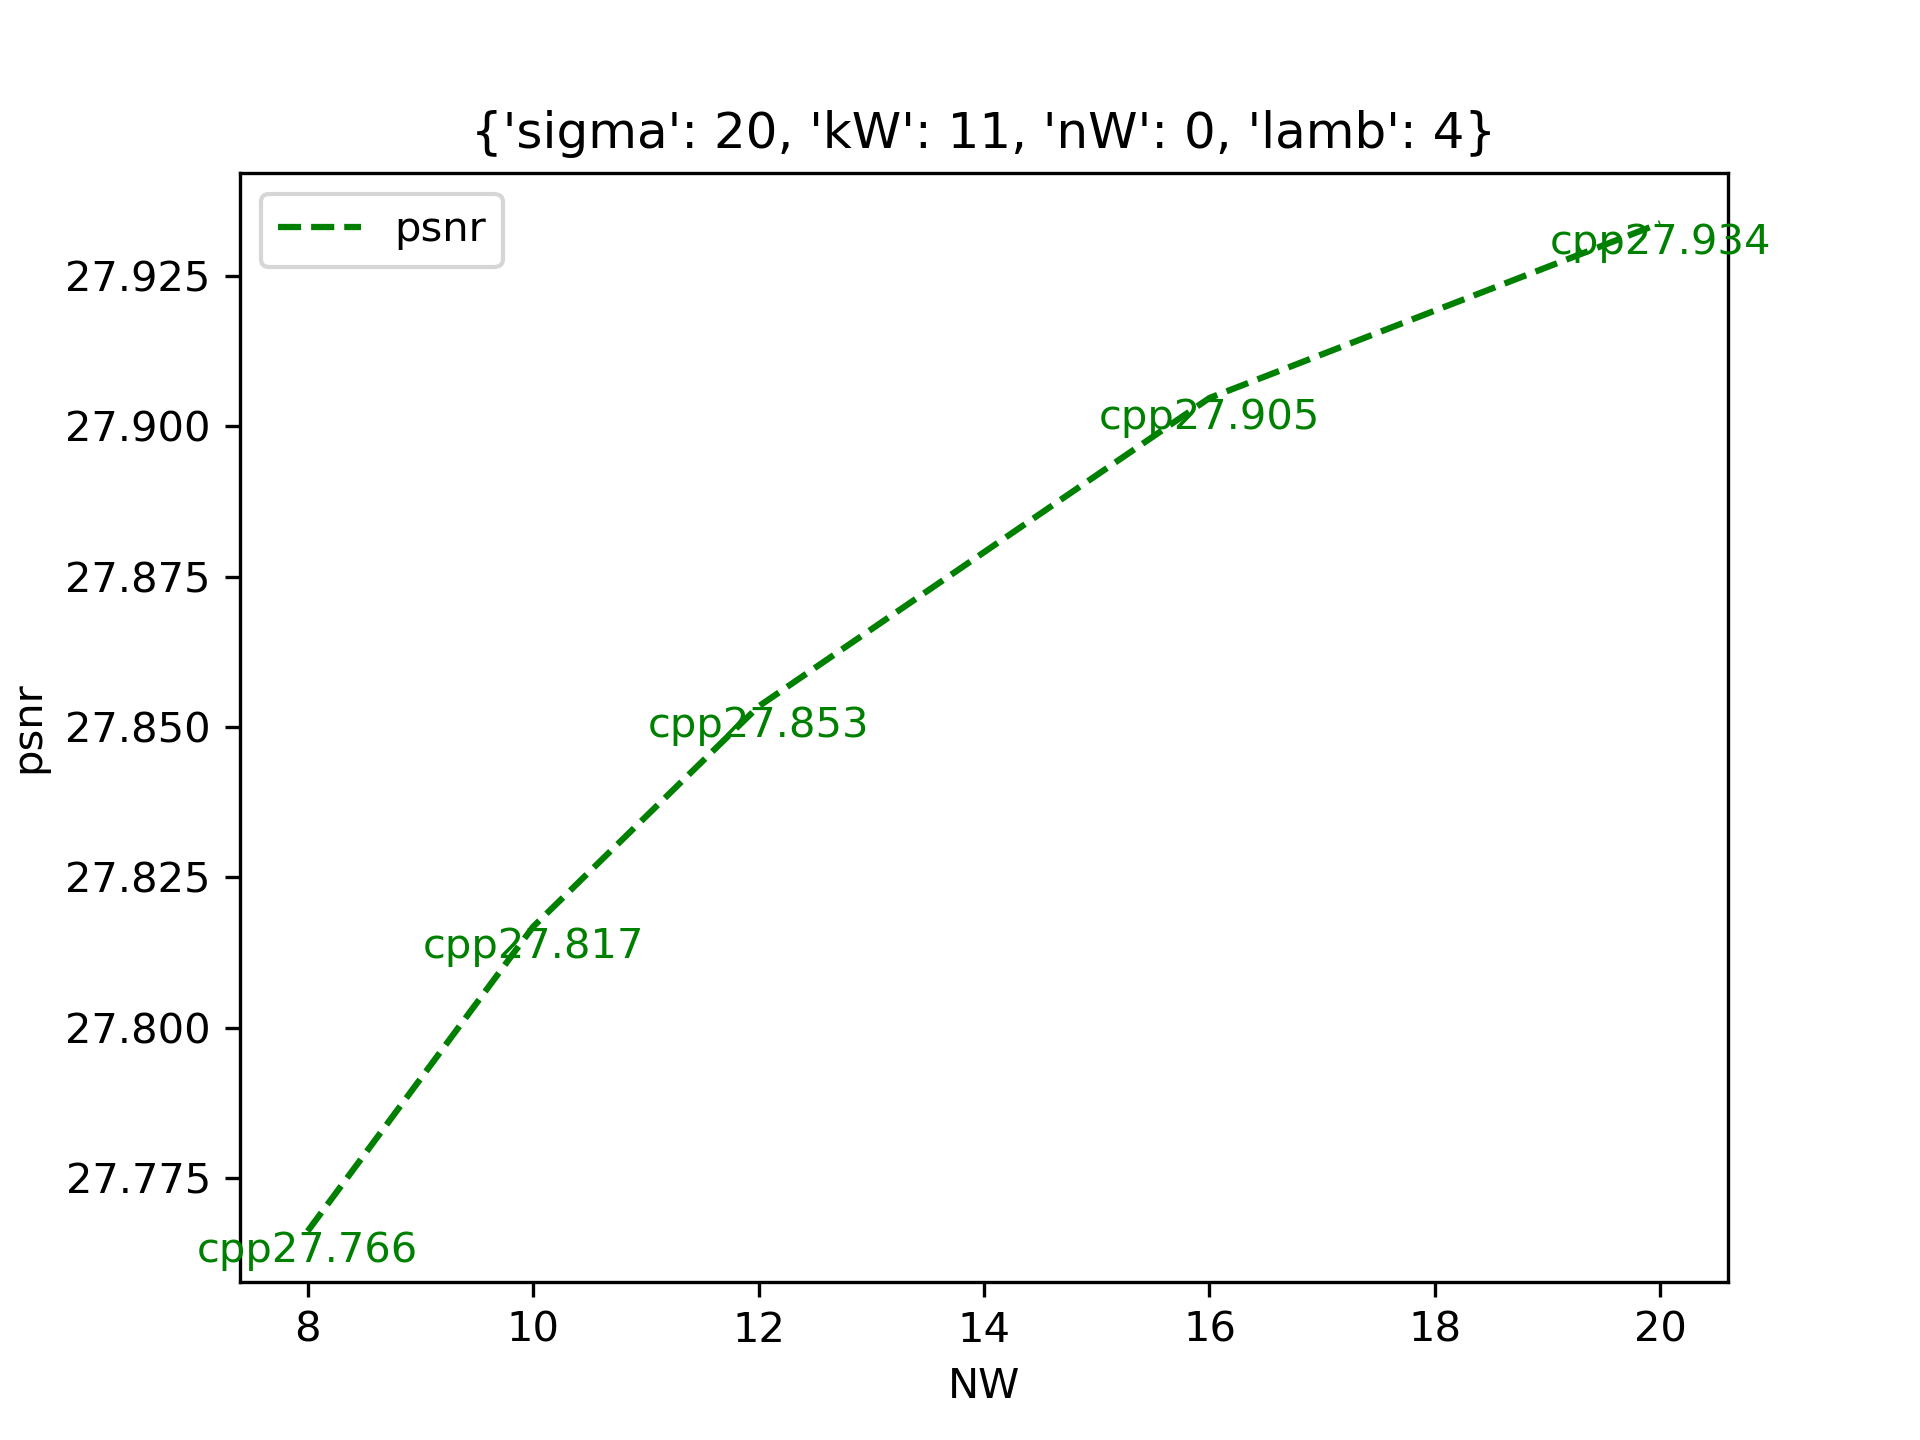 {'sigma': 20, 'kW': 11, 'nW': 0, 'lamb': 4}
psnr
27.925
27.900
27.875
27.850
27.825
27.800
27.775
psnr
cpp27.934
cpp27.905
cpp27.853
cpp27.817
cpp27.766
8 10 12 14 16 18 20
NW